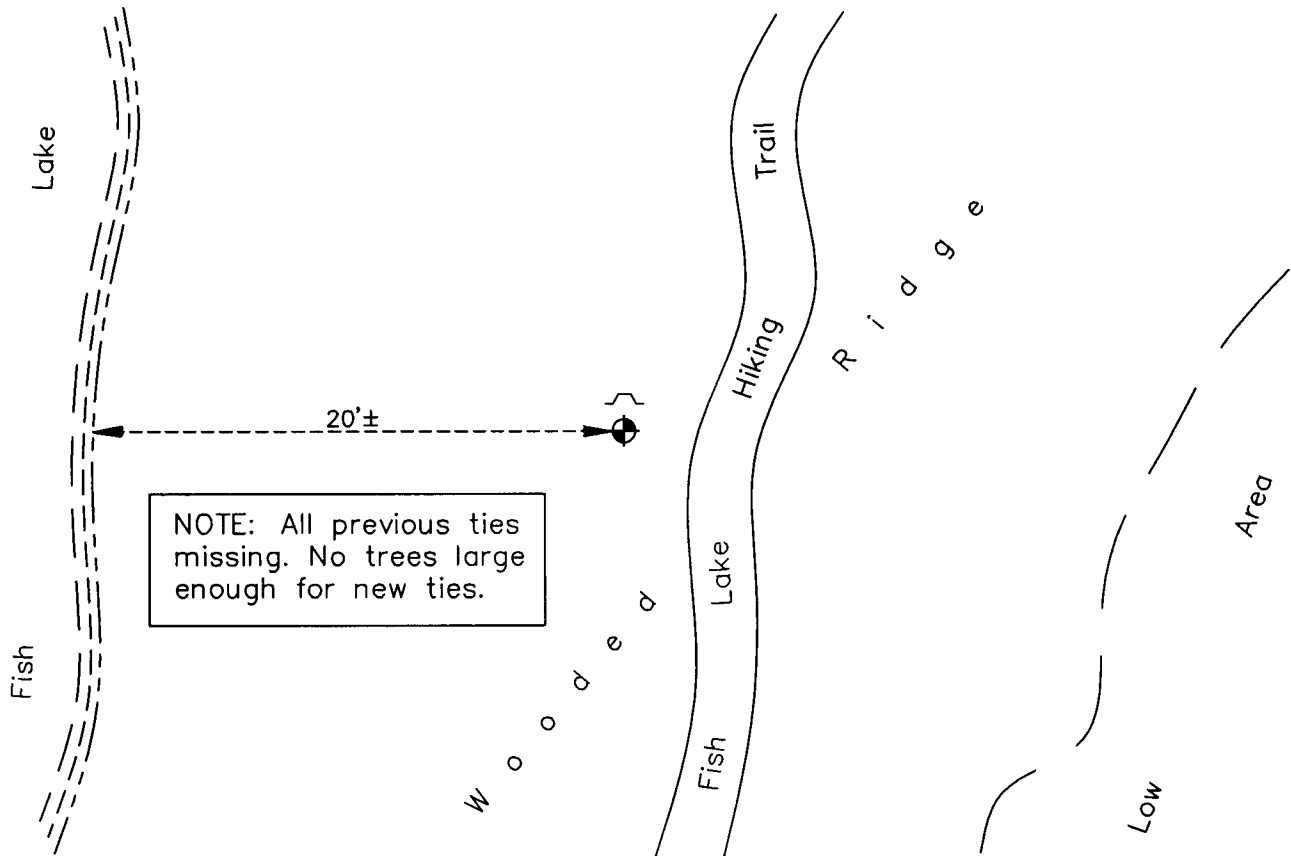 Fish Lake
20'±
NOTE: All previous ties
missing. No trees large
enough for new ties.
Wooded Ridge
Fish Lake Hiking Trail
Low Area